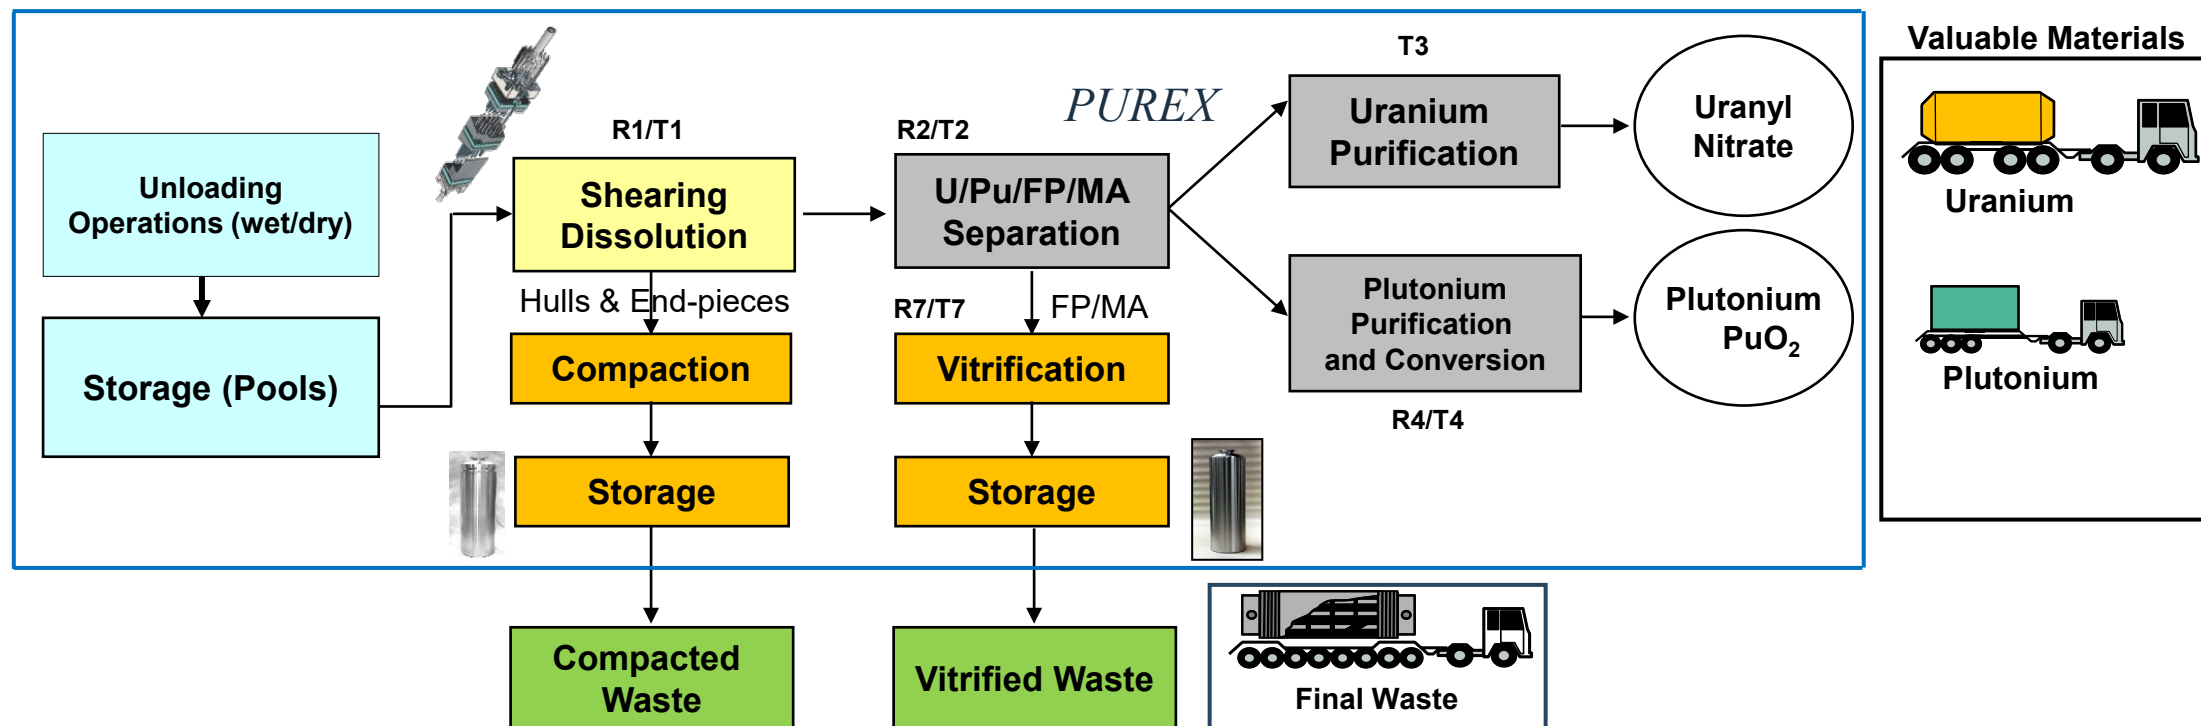 Valuable Materials
T3
PUREX
R1/T1
R2/T2
Unloading
Operations (wet/dry)
Shearing
Dissolution
U/Pu/FP/MA
Separation
Uranium
Purification
Uranyl
Nitrate
Uranium
Storage (Pools)
Hulls & End-pieces
R7/T7
FP/MA
Plutonium
Purification
and Conversion
Plutonium
PuO₂
Plutonium
R4/T4
Compaction
Vitrification
Storage
Storage
Compacted
Waste
Vitrified Waste
Final Waste